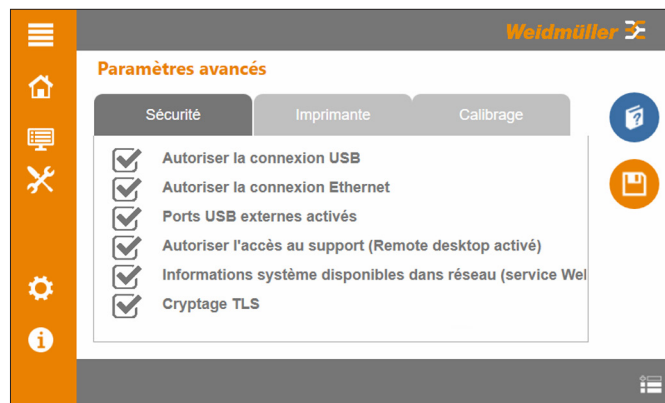 Weidmüller
Paramètres avancés
Sécurité
Imprimante
Calibrage
Autoriser la connexion USB
Autoriser la connexion Ethernet
Ports USB externes activés
Autoriser l'accès au support (Remote desktop activé)
Informations système disponibles dans réseau (service
Cryptage TLS